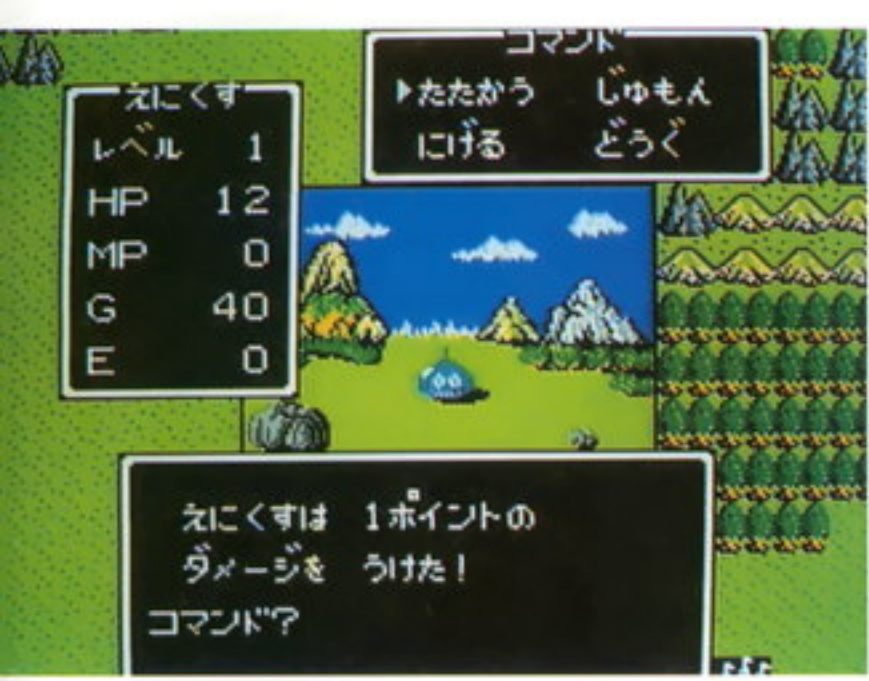 コマンド
▶たたかう じゅもん
にげる どうぐ
えにくす
レベル 1
HP 12
MP 0
G 40
E 0
えにくすは 1ポイントの
ダメージを うけた!
コマンド?